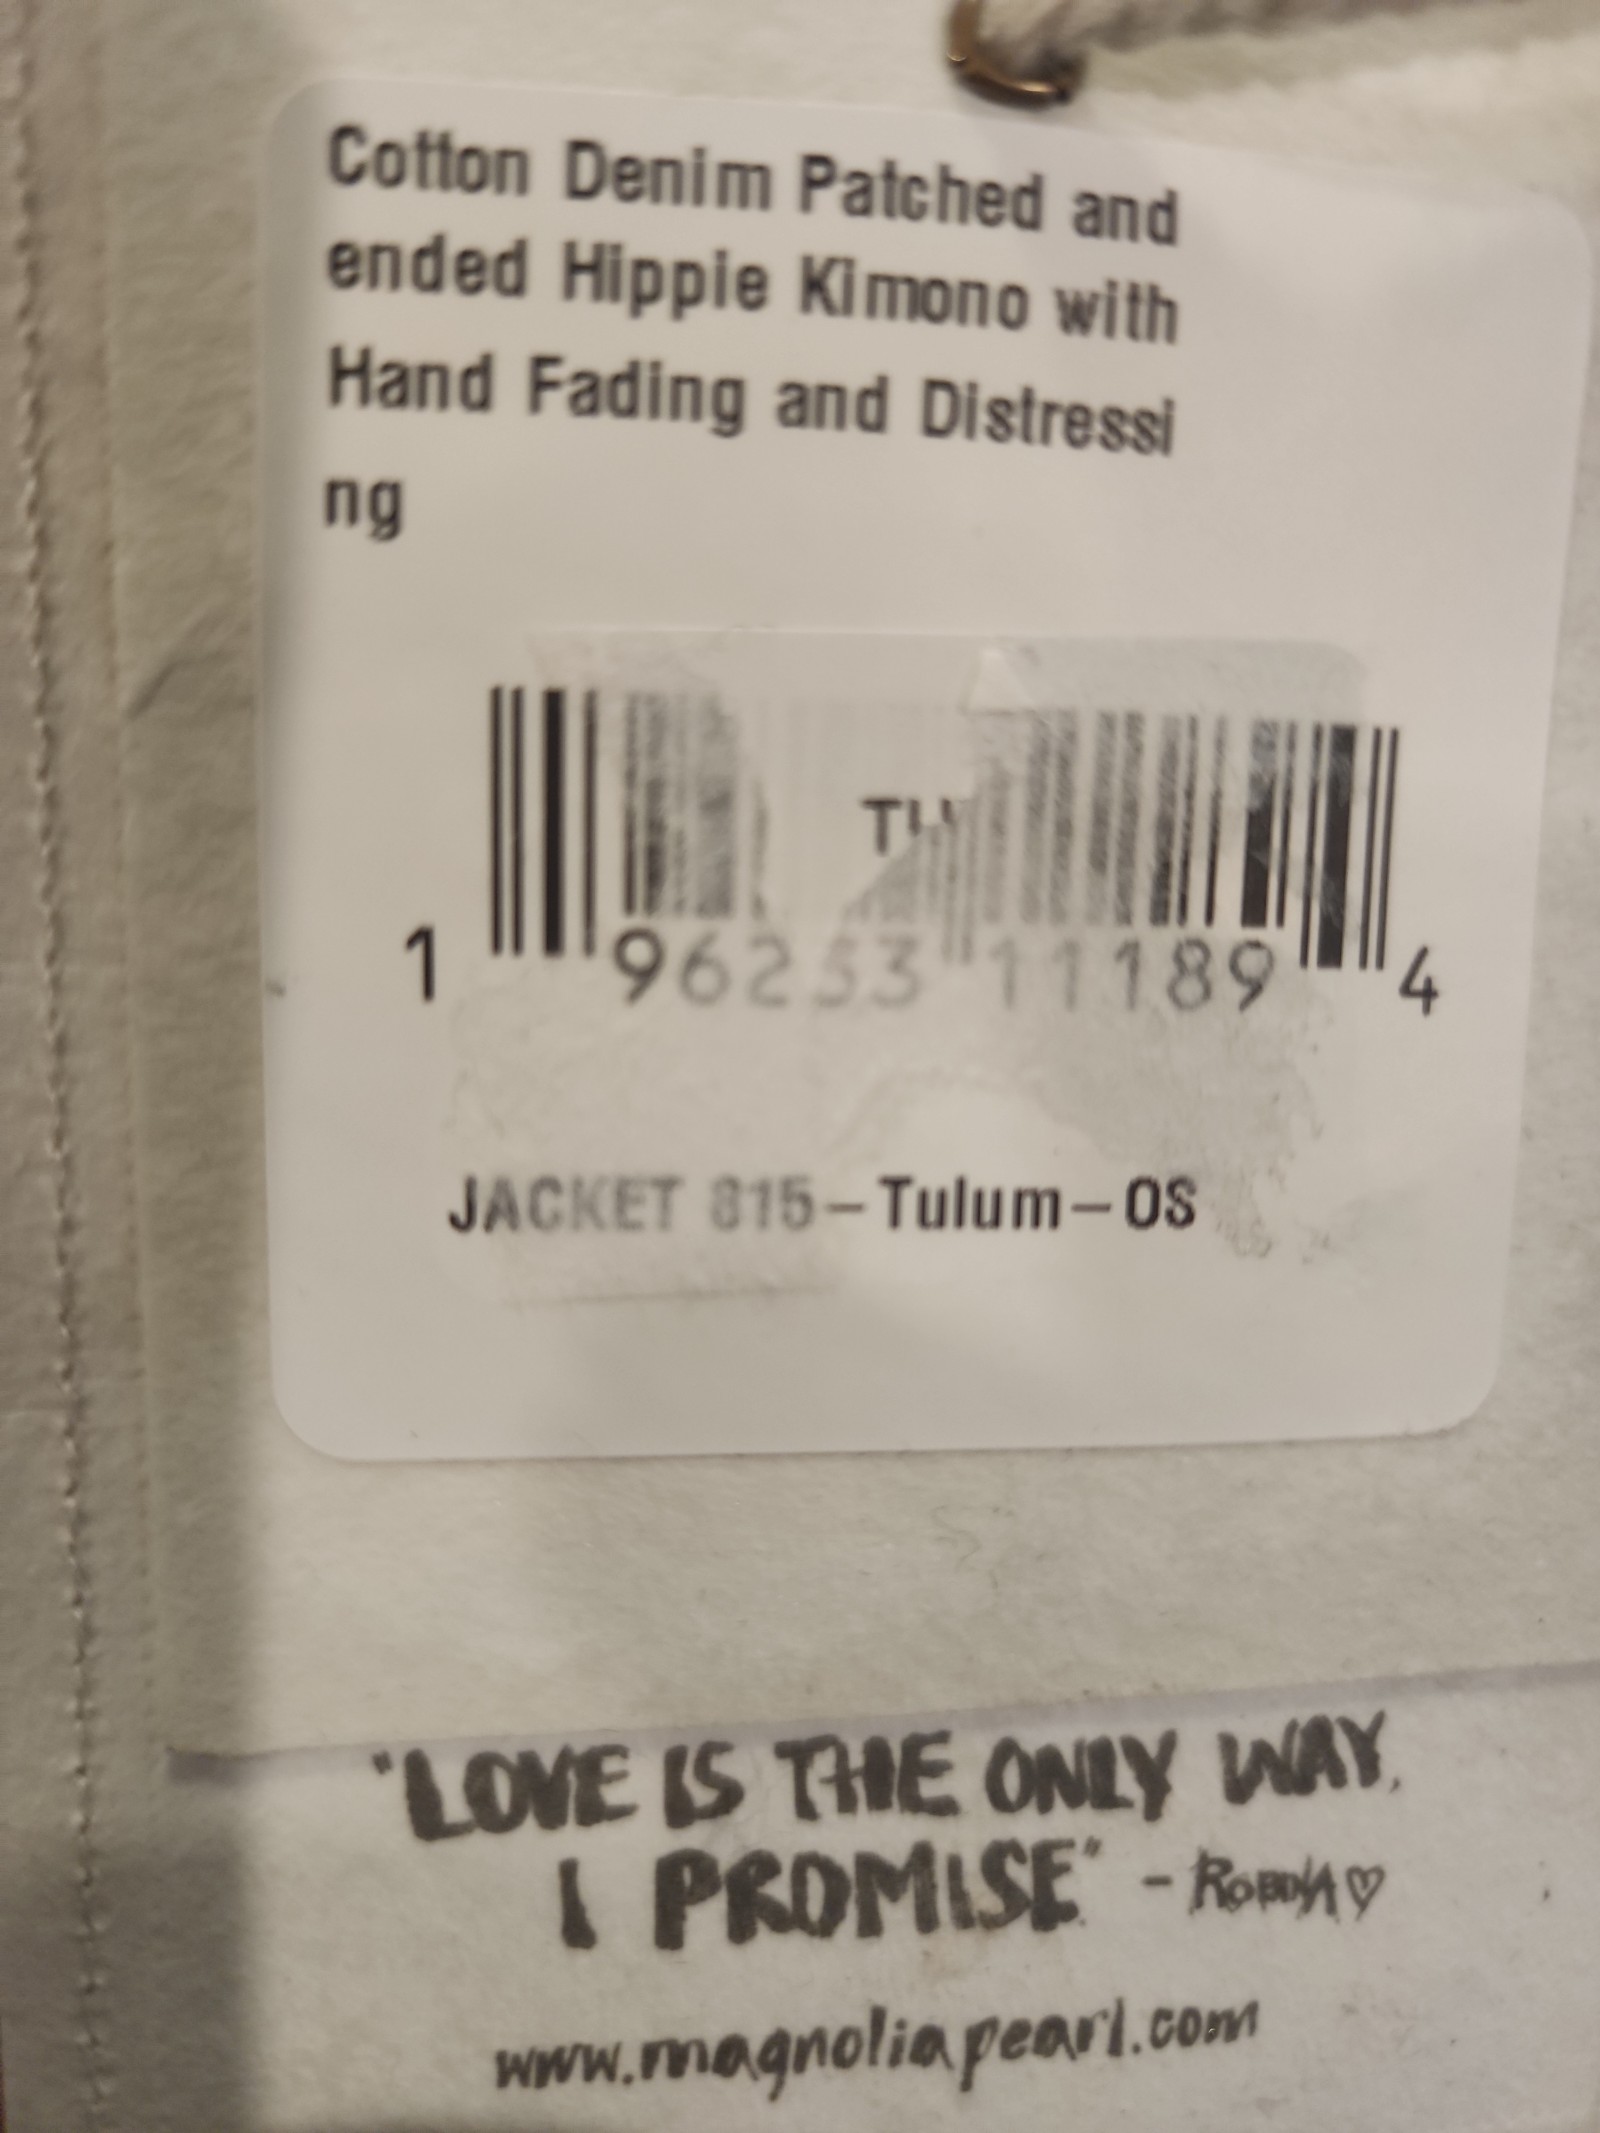 Cotton Denim Patched and
ended Hippie Kimono with
Hand Fading and Distressi
ng
1 96253 11189 4
JACKET 815-Tulum-OS
"LOVE IS THE ONLY WAY,
I PROMISE" - ROBIN♡
www.magnoliapearl.com